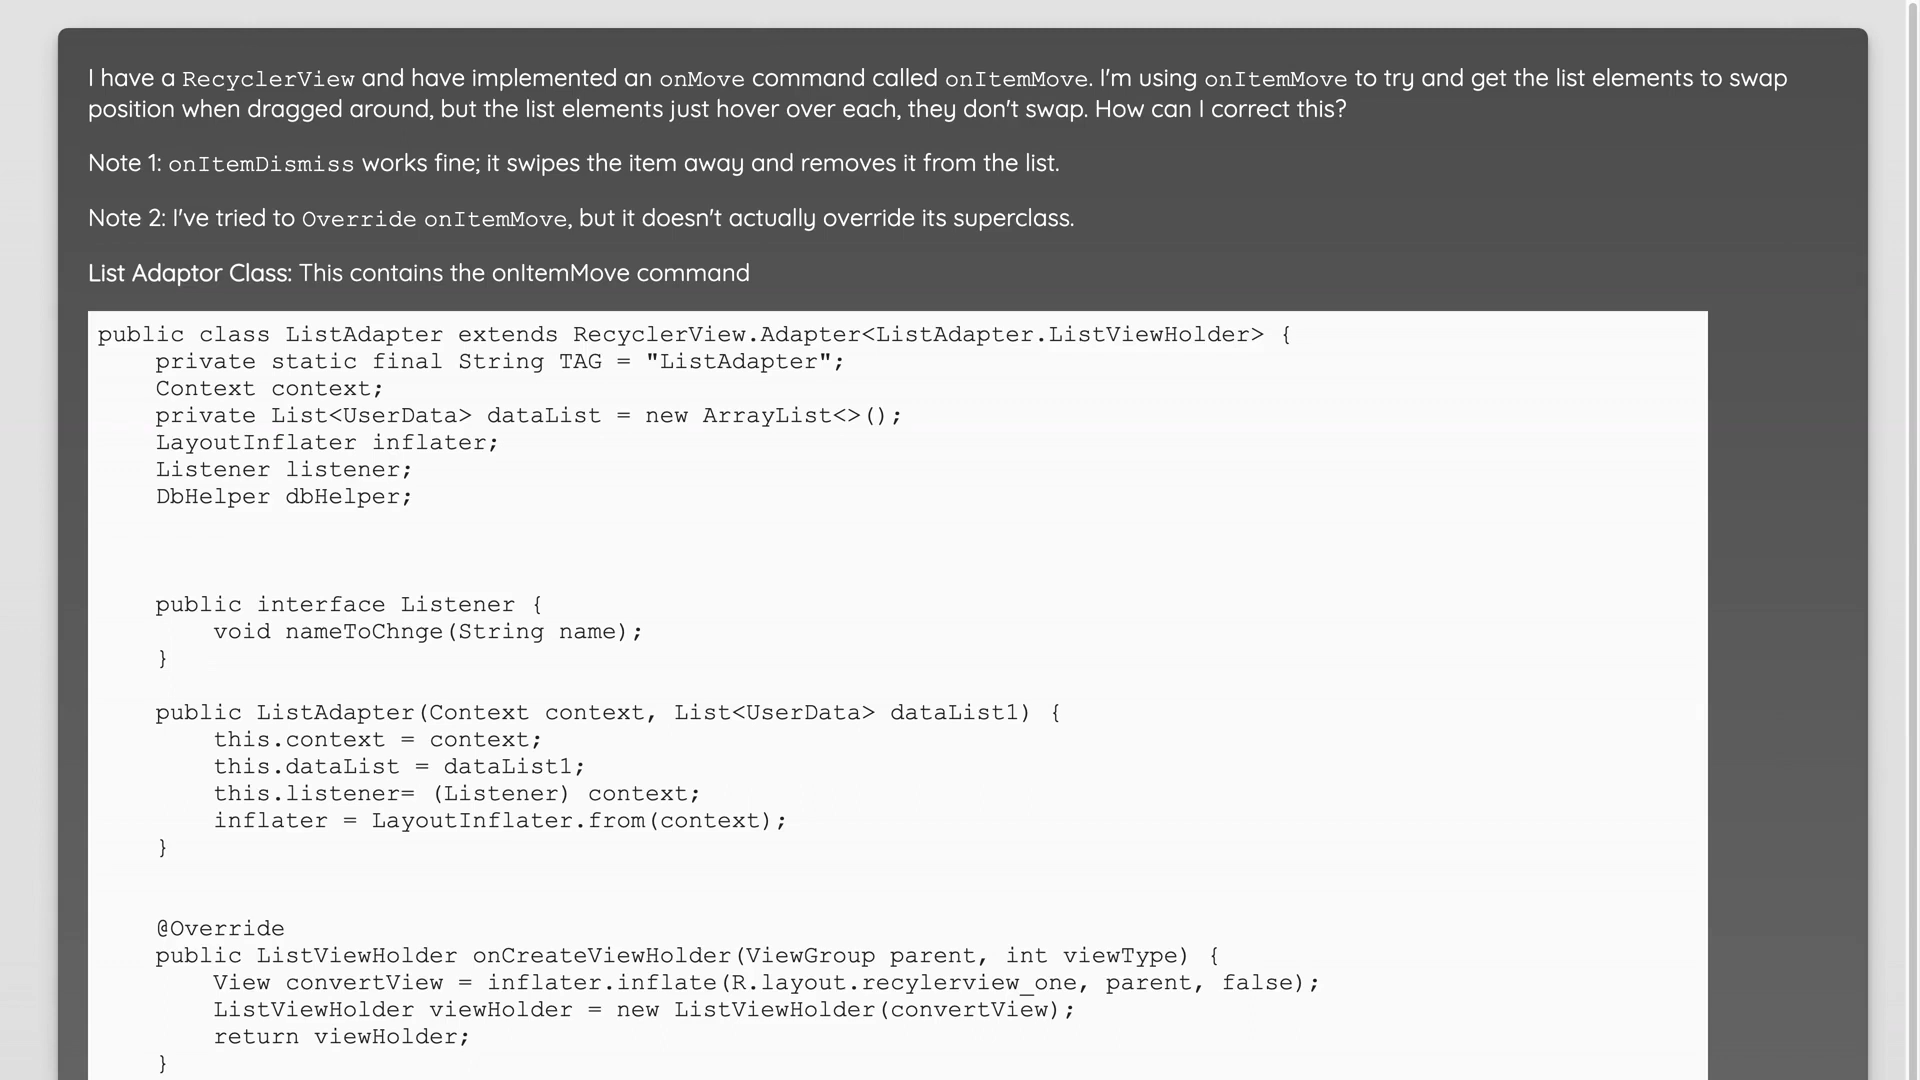 I have a RecyclerView and have implemented an onMove command called onItemMove. I'm using onItemMove to try and get the list elements to swap
position when dragged around, but the list elements just hover over each, they don't swap. How can I correct this?
Note 1: onItemDismiss works fine; it swipes the item away and removes it from the list.
Note 2: I've tried to Override onItemMove, but it doesn't actually override its superclass.
List Adaptor Class: This contains the onItemMove command
public class ListAdapter extends RecyclerView.Adapter<ListAdapter.ListViewHolder> {
    private static final String TAG = "ListAdapter";
    Context context;
    private List<UserData> dataList = new ArrayList<>();
    LayoutInflater inflater;
    Listener listener;
    DbHelper dbHelper;
    public interface Listener {
        void nameToChnge(String name);
    }
    public ListAdapter(Context context, List<UserData> dataList1) {
        this.context = context;
        this.dataList = dataList1;
        this.listener= (Listener) context;
        inflater = LayoutInflater.from(context);
    }
    @Override
    public ListViewHolder onCreateViewHolder(ViewGroup parent, int viewType) {
        View convertView = inflater.inflate(R.layout.recylerview_one, parent, false);
        ListViewHolder viewHolder = new ListViewHolder(convertView);
        return viewHolder;
    }